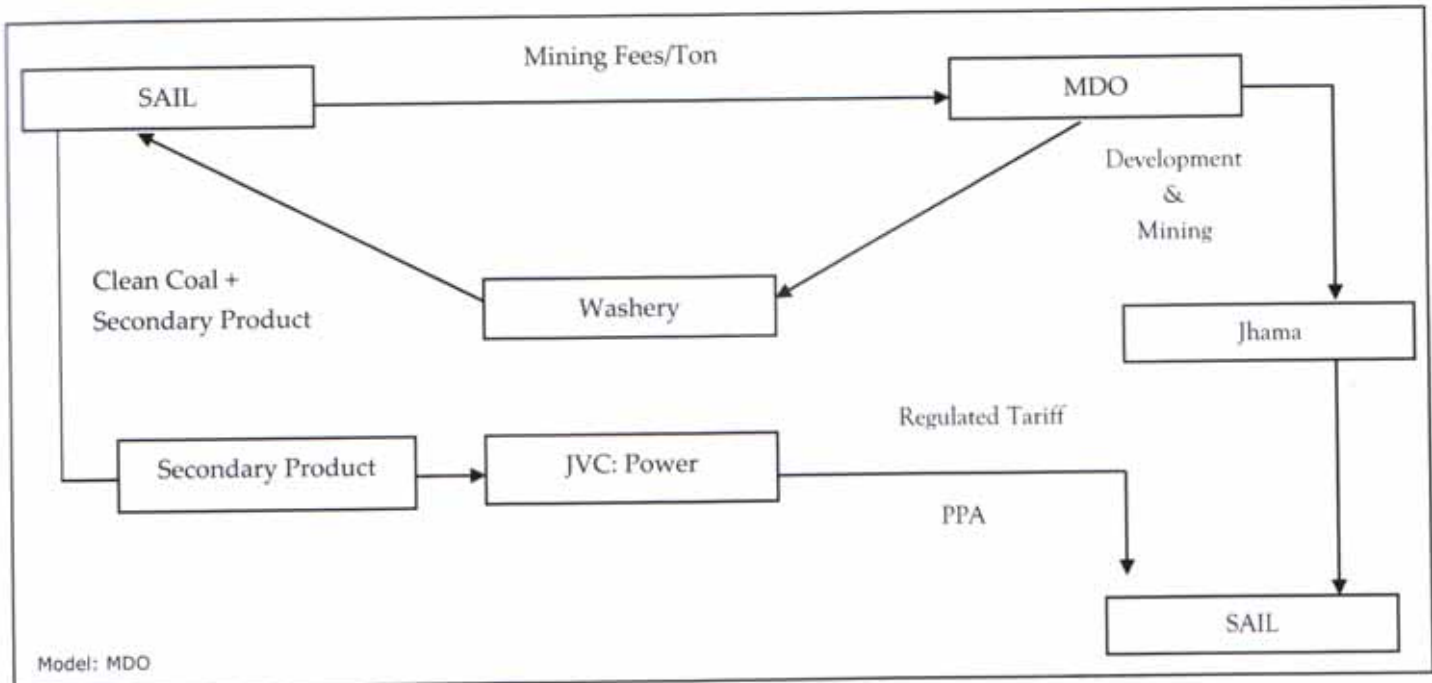 Mining Fees/Ton
SAIL
MDO
Development
&
Mining
Clean Coal +
Secondary Product
Washery
Jhama
Regulated Tariff
Secondary Product
JVC: Power
PPA
SAIL
Model: MDO